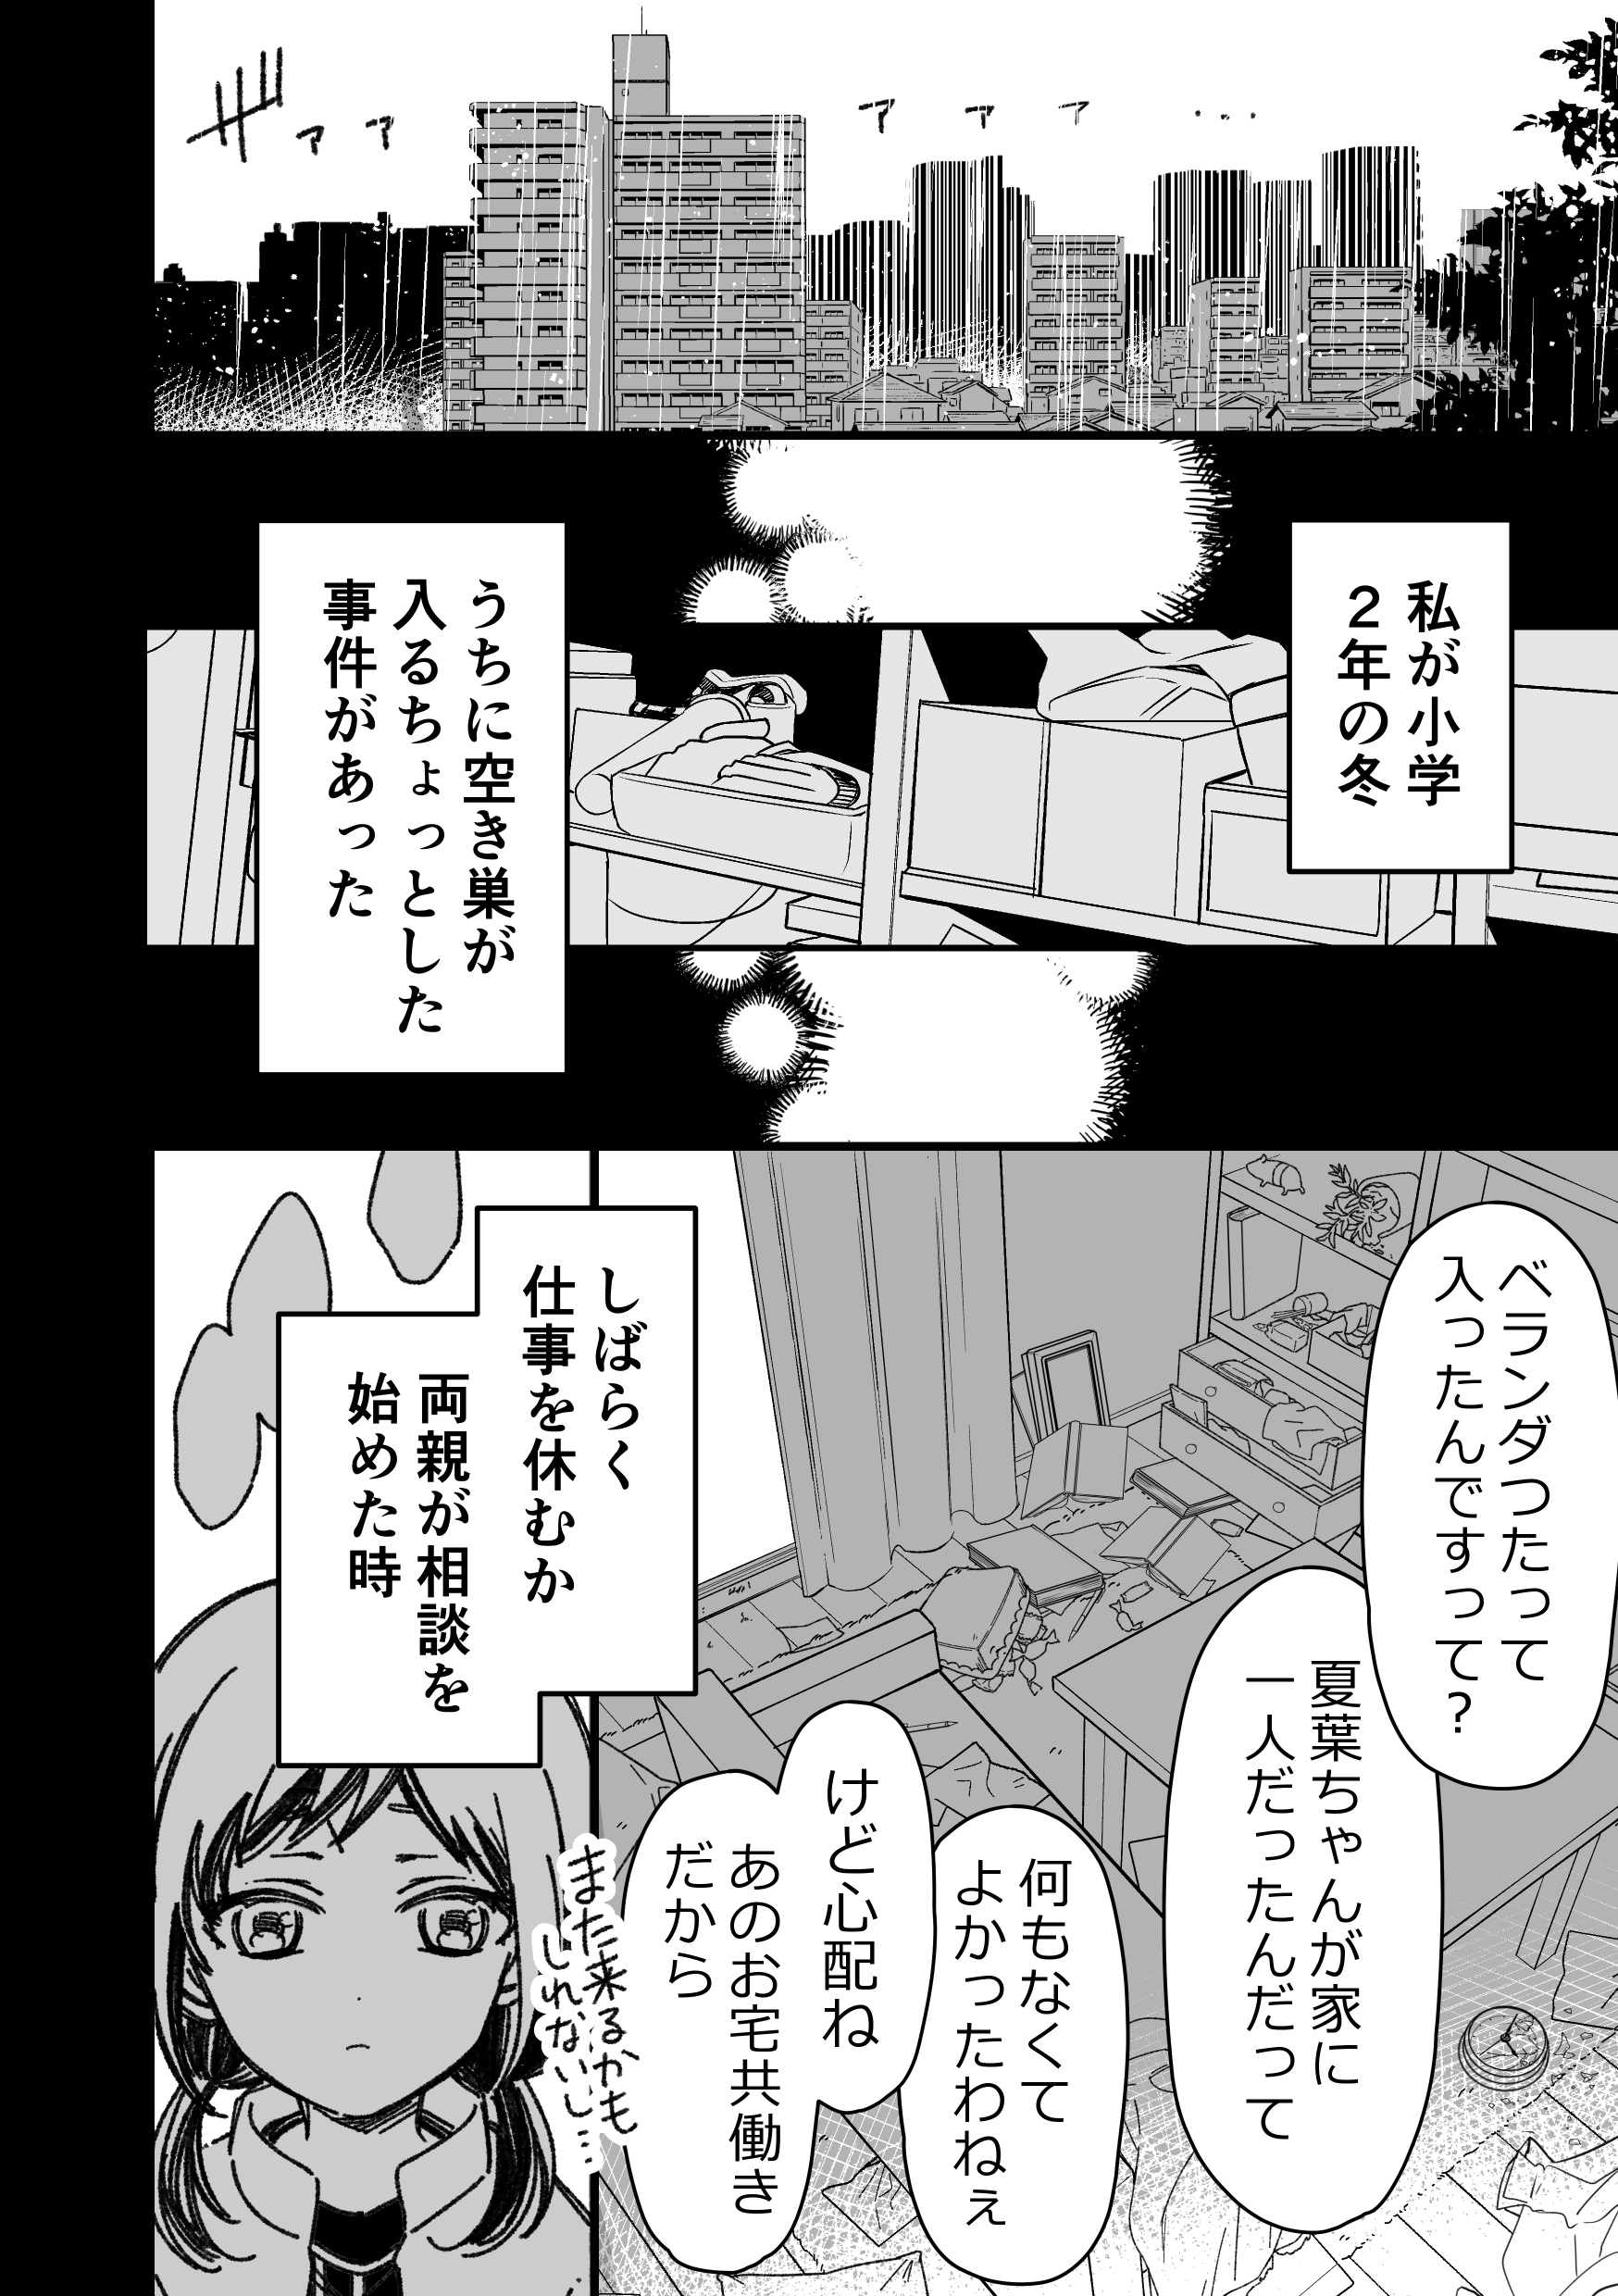 ザァァ
アアア…
私が小学
２年の冬
うちに空き巣が
入るちょっとした
事件があった
ベランダつたって
入ったんですって？
夏葉ちゃんが家に
一人だったんだって
何もなくて
よかったわねぇ
けど心配ね
あのお宅共働き
だから
また来るかも
しれないし…
しばらく
仕事を休むか
両親が相談を
始めた時